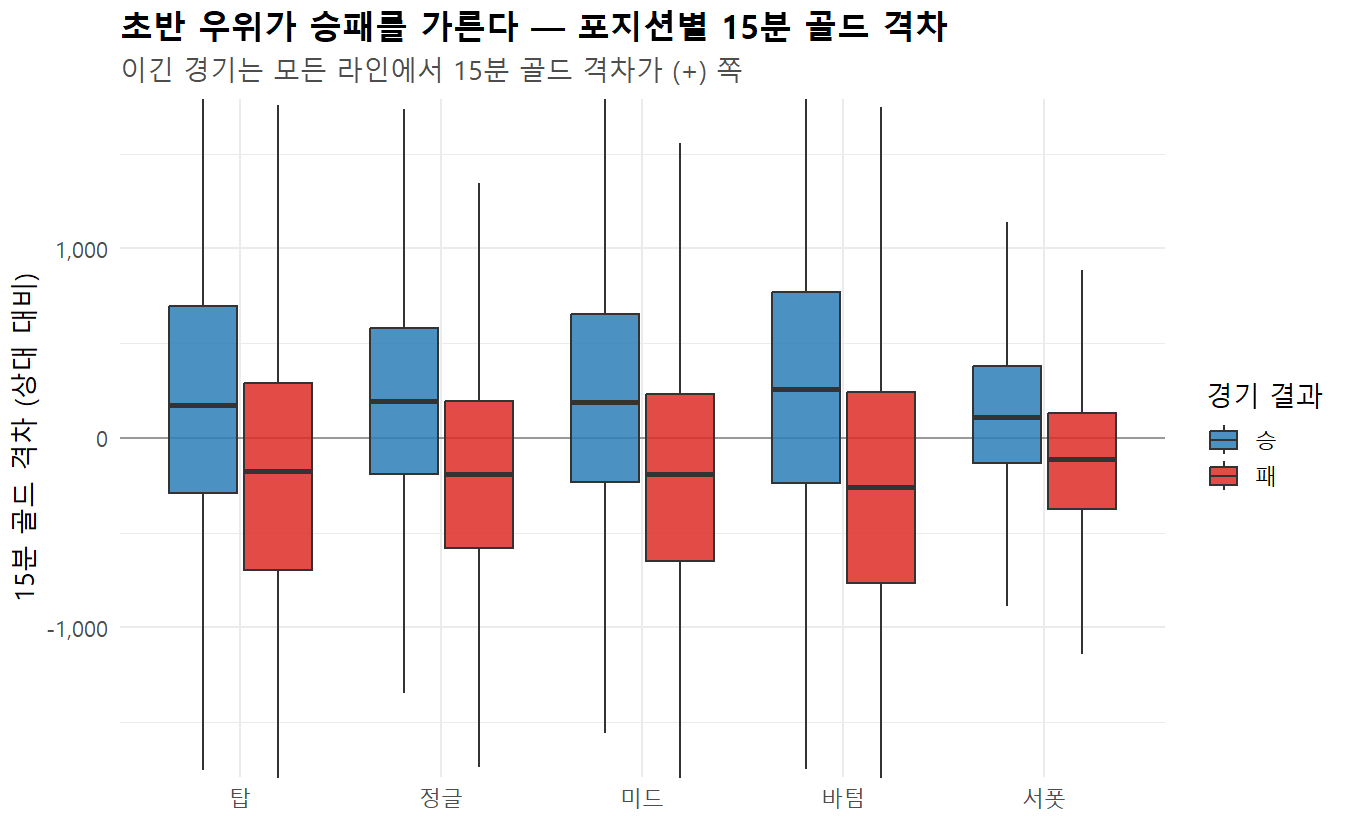 초반 우위가 승패를 가른다 — 포지션별 15분 골드 격차
이긴 경기는 모든 라인에서 15분 골드 격차가 (+) 쪽
15분 골드 격차 (상대 대비)
1,000
0
-1,000
탑
정글
미드
바텀
서폿
경기 결과
승
패